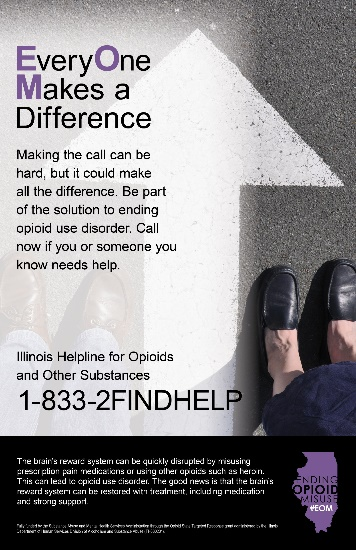 EveryOne
Makes a
Difference
Making the call can be
hard, but it could make
all the difference. Be part
of the solution to ending
opioid use disorder. Call
now if you or someone you
know needs help.
Illinois Helpline for Opioids
and Other Substances
1-833-2FINDHELP
The brain's reward system can be quickly disrupted by misusing
prescription pain medications or using other opioids such as heroin.
This can lead to opioid use disorder. The good news is that the brain's
reward system can be restored with treatment, including medication
and strong support.
ENDING
OPIOID
MISUSE
#EOM